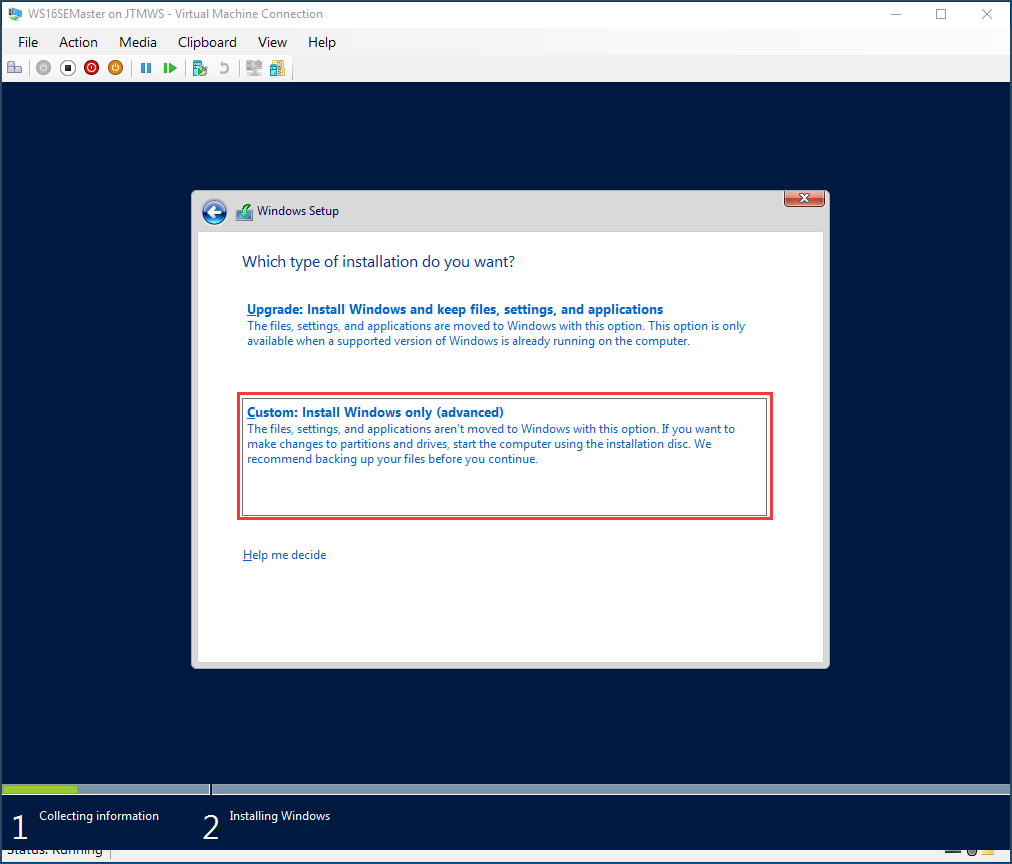 WS16SEMaster on JTMWS - Virtual Machine Connection
File Action Media Clipboard View Help
Windows Setup
Which type of installation do you want?
Upgrade: Install Windows and keep files, settings, and applications
The files, settings, and applications are moved to Windows with this option. This option is only
available when a supported version of Windows is already running on the computer.
Custom: Install Windows only (advanced)
The files, settings, and applications aren't moved to Windows with this option. If you want to
make changes to partitions and drives, start the computer using the installation disc. We
recommend backing up your files before you continue.
Help me decide
1 Collecting information 2 Installing Windows
Status: Running